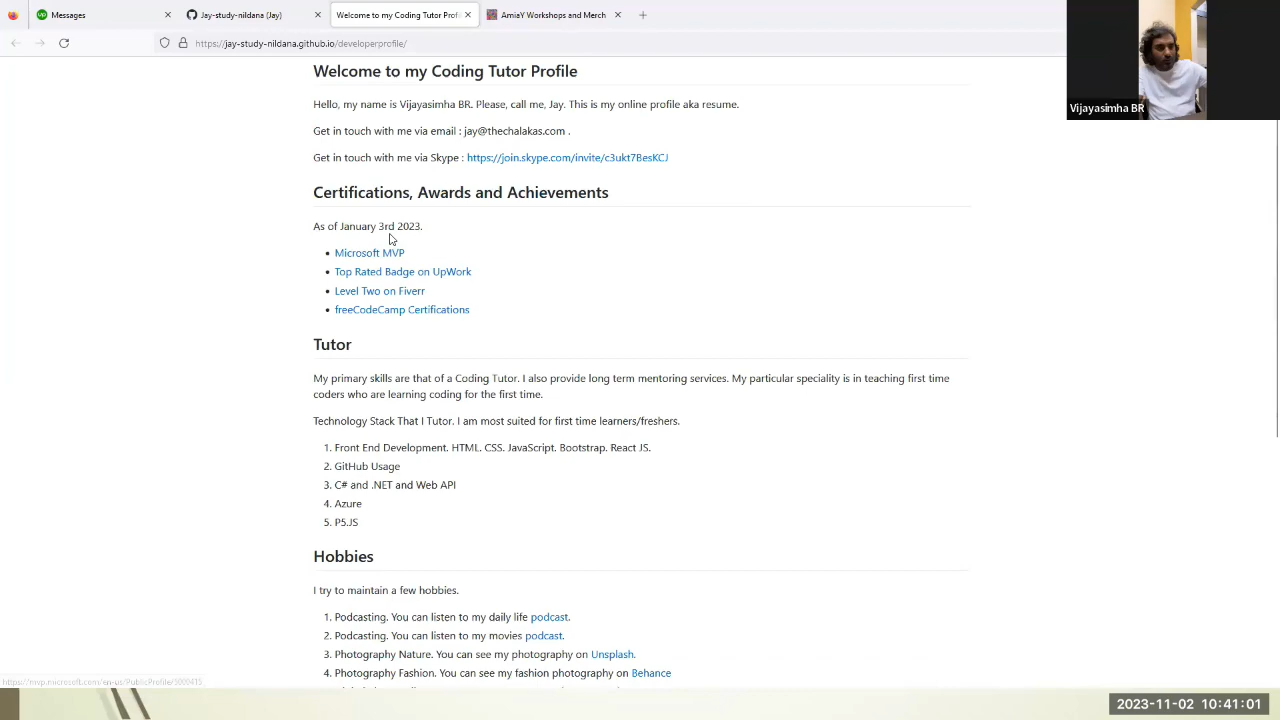 Messages
Jay-study-nildana (Jay)
Welcome to my Coding Tutor Profi
AmiaY Workshops and Merch
https://jay-study-nildana.github.io/developerprofile/
Vijayasimha BR
Welcome to my Coding Tutor Profile
Hello, my name is Vijayasimha BR. Please, call me, Jay. This is my online profile aka resume.
Get in touch with me via email : jay@thechalakas.com .
Get in touch with me via Skype : https://join.skype.com/invite/c3ukt7BesKCJ
Certifications, Awards and Achievements
As of January 3rd 2023.
Microsoft MVP
Top Rated Badge on UpWork
Level Two on Fiverr
freeCodeCamp Certifications
Tutor
My primary skills are that of a Coding Tutor. I also provide long term mentoring services. My particular speciality is in teaching first time
coders who are learning coding for the first time.
Technology Stack That I Tutor. I am most suited for first time learners/freshers.
1. Front End Development. HTML. CSS. JavaScript. Bootstrap. React JS.
2. GitHub Usage
3. C# and .NET and Web API
4. Azure
5. P5.JS
Hobbies
I try to maintain a few hobbies.
1. Podcasting. You can listen to my daily life podcast.
2. Podcasting. You can listen to my movies podcast.
3. Photography Nature. You can see my photography on Unsplash.
4. Photography Fashion. You can see my fashion photography on Behance
https://mvp.microsoft.com/en-us/PublicProfile/5009415
2023-11-02 10:41:01